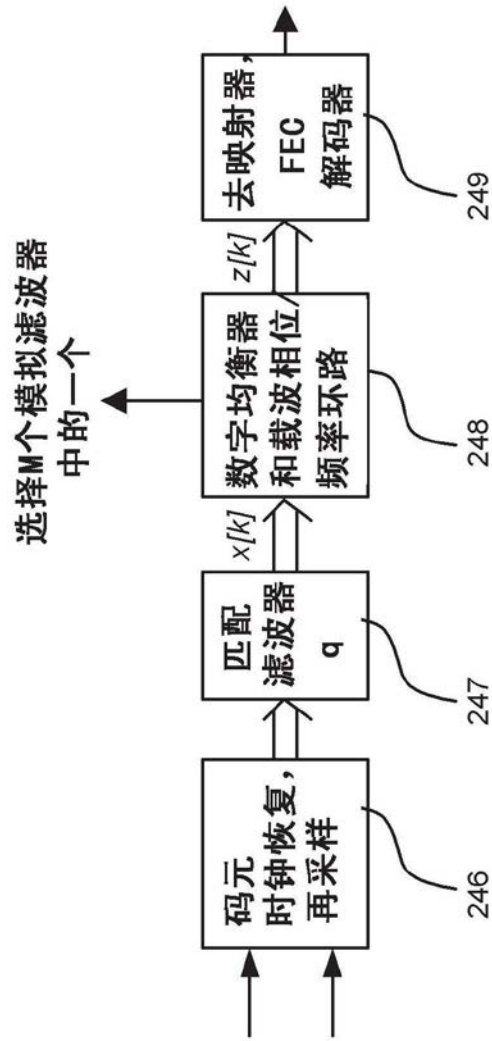 选择M个模拟滤波器
中的一个
码元
时钟恢复,
再采样
匹配
滤波器
q
x[k]
数字均衡器
和载波相位/
频率环路
z[k]
去映射器,
FEC
解码器
246
247
248
249